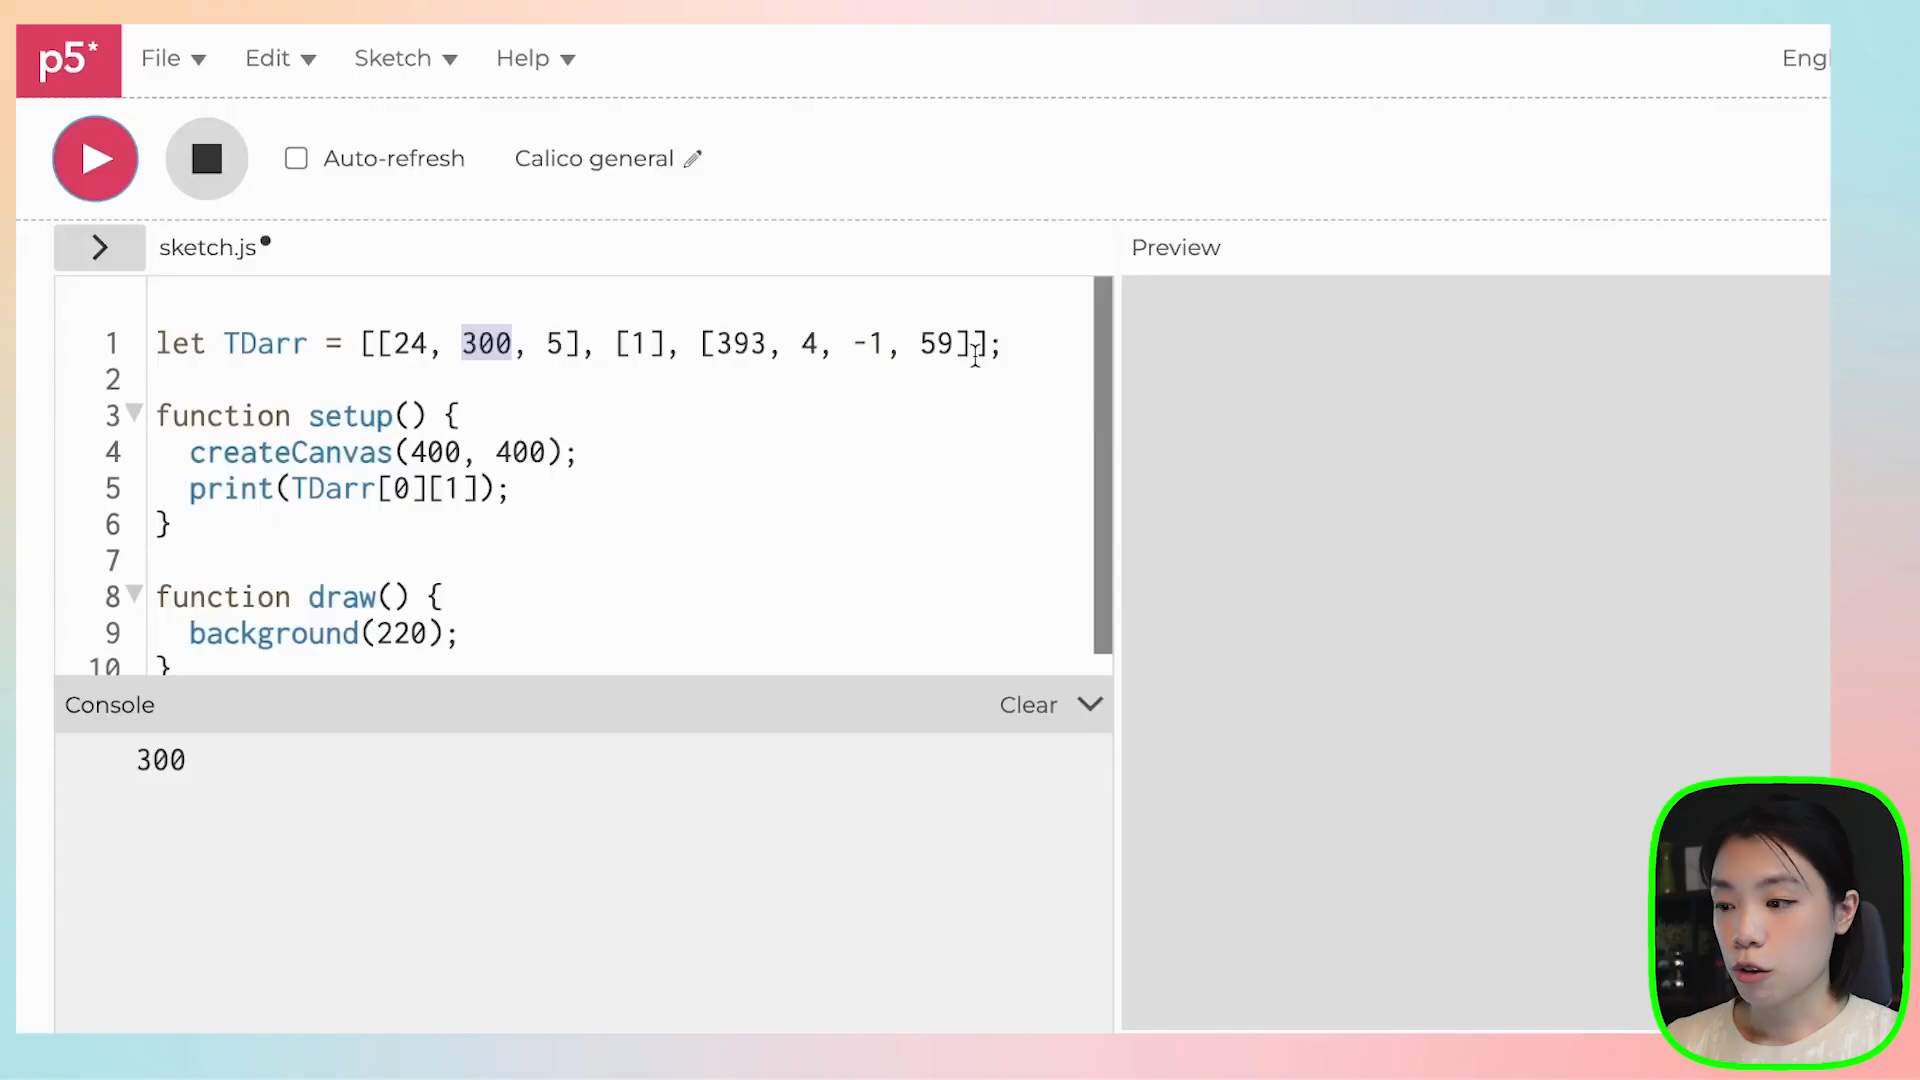 p5*
File Edit Sketch Help Engl
Auto-refresh Calico general
sketch.js
Preview
1 let TDarr = [[24, 300, 5], [1], [393, 4, -1, 59]];
2
3 function setup() {
4 createCanvas(400, 400);
5 print(TDarr[0][1]);
6 }
7
8 function draw() {
9 background(220);
10 }
Console Clear
300